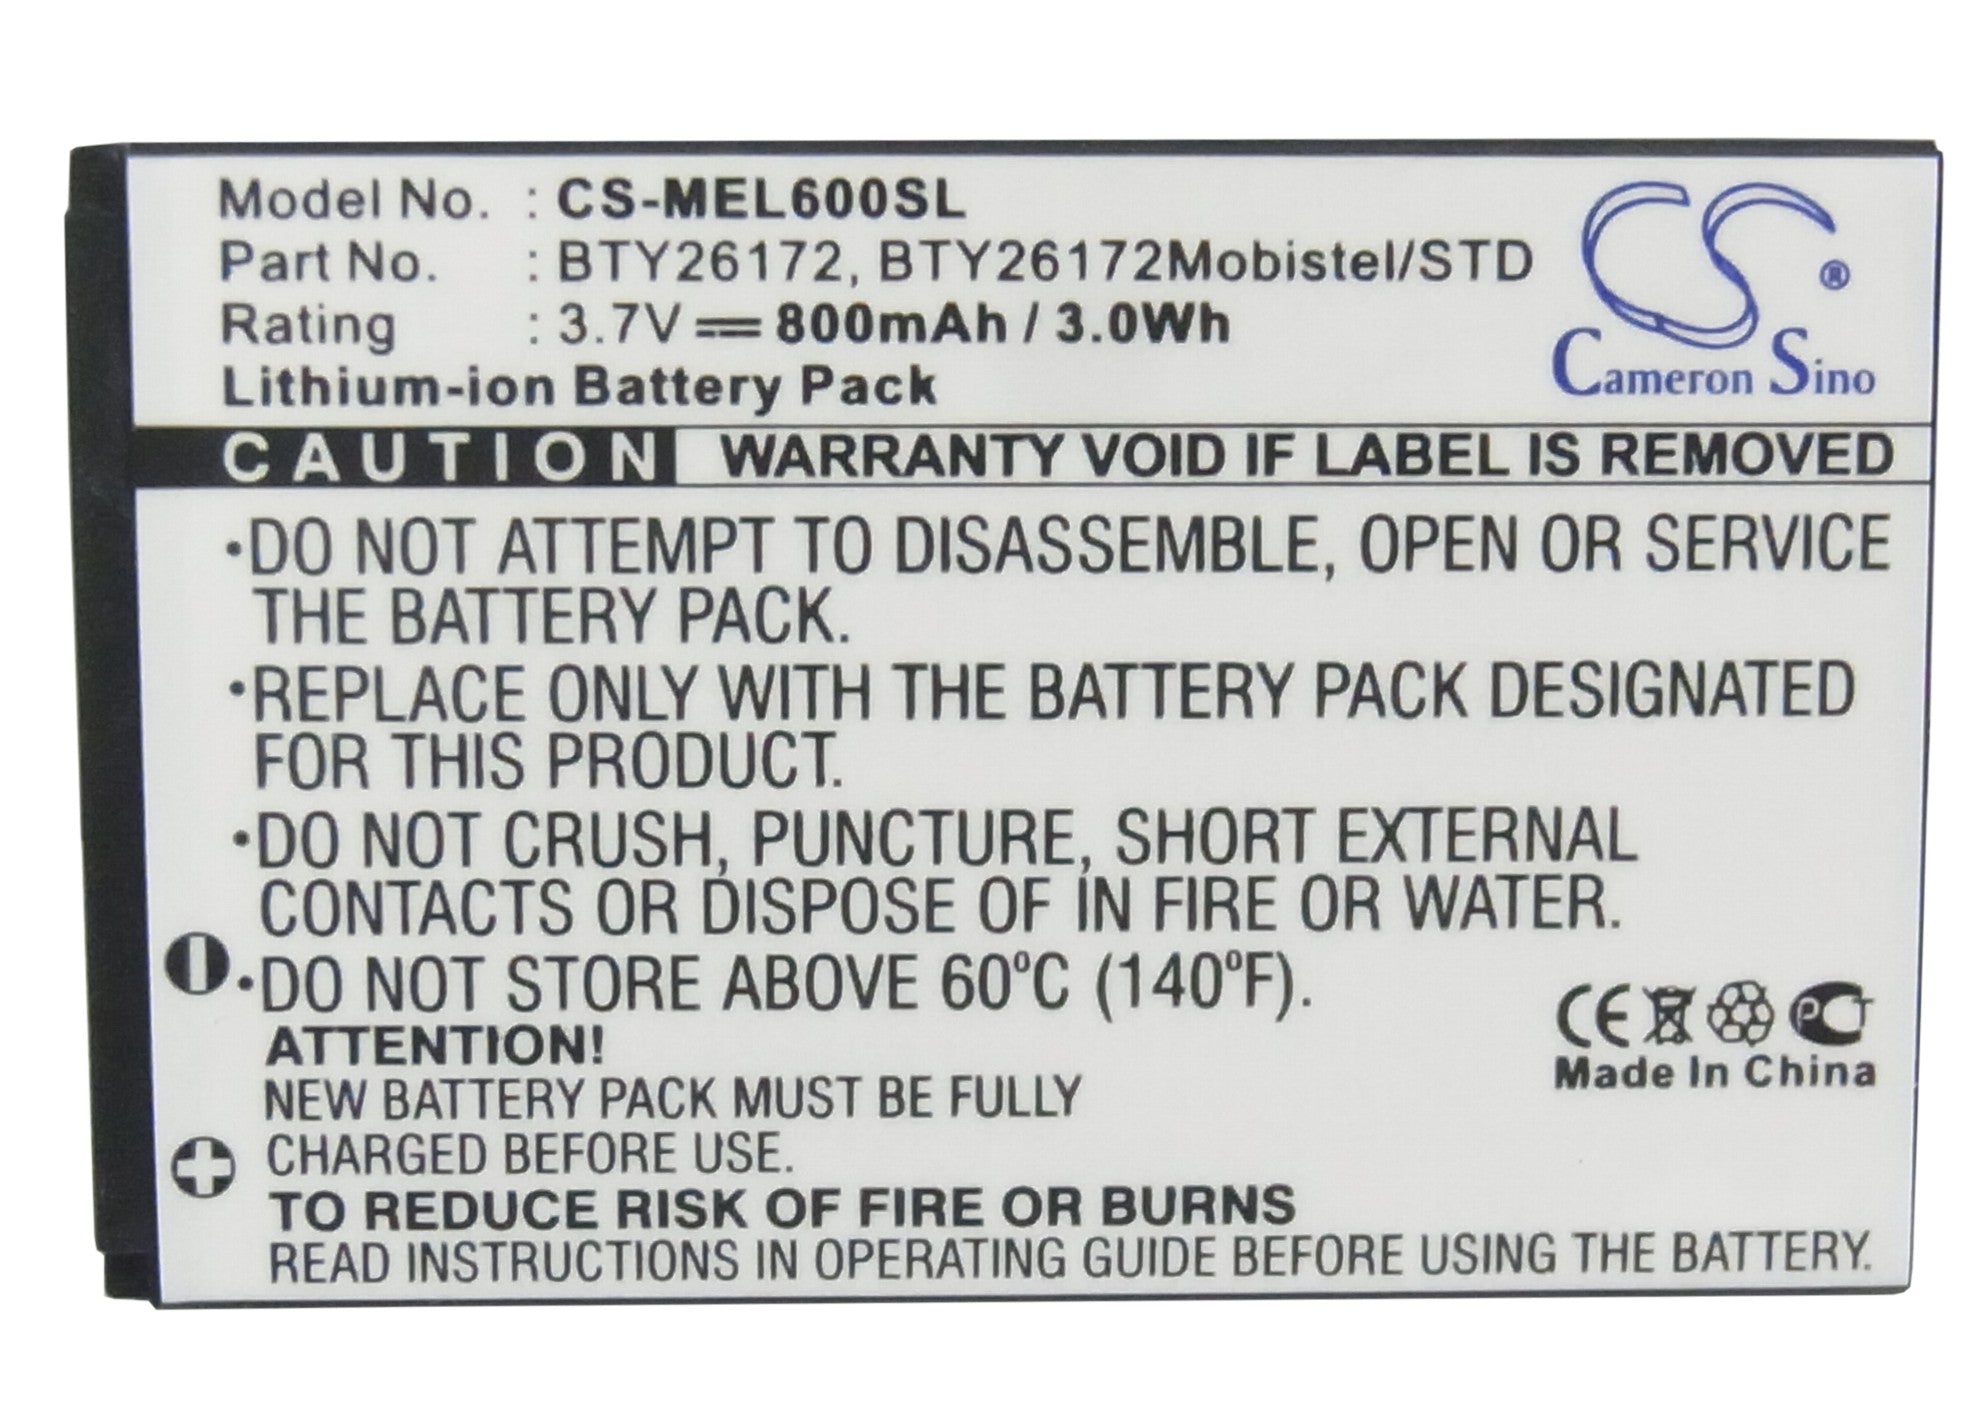 Model No. : CS-MEL600SL
Part No. : BTY26172, BTY26172Mobistel/STD
Rating : 3.7V 800mAh / 3.0Wh
Lithium-ion Battery Pack
CS®
Cameron Sino
CAUTION WARRANTY VOID IF LABEL IS REMOVED
•DO NOT ATTEMPT TO DISASSEMBLE, OPEN OR SERVICE
THE BATTERY PACK.
•REPLACE ONLY WITH THE BATTERY PACK DESIGNATED
FOR THIS PRODUCT.
•DO NOT CRUSH, PUNCTURE, SHORT EXTERNAL
CONTACTS OR DISPOSE OF IN FIRE OR WATER.
•DO NOT STORE ABOVE 60°C (140°F).
ATTENTION!
NEW BATTERY PACK MUST BE FULLY
CHARGED BEFORE USE.
TO REDUCE RISK OF FIRE OR BURNS
READ INSTRUCTIONS IN OPERATING GUIDE BEFORE USING THE BATTERY.
CE PCT
Made In China